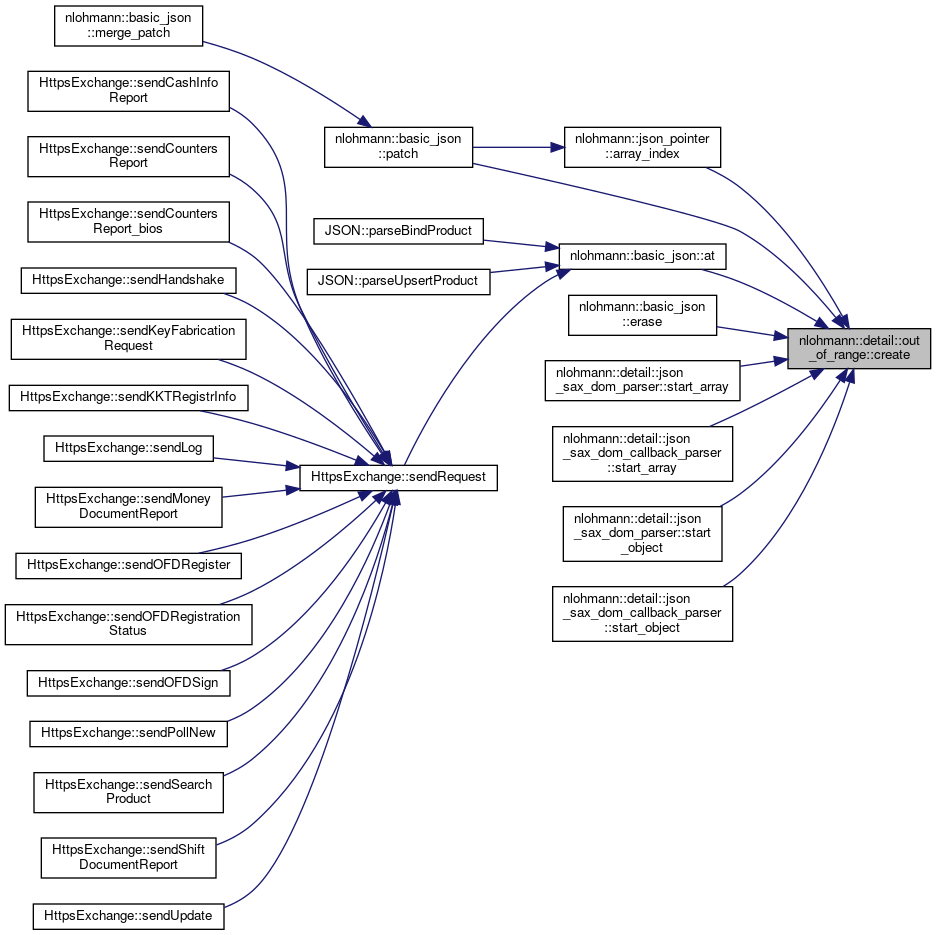 nlohmann::basic_json
::merge_patch
HttpsExchange::sendCashInfo
Report
HttpsExchange::sendCounters
Report
HttpsExchange::sendCounters
Report_bios
HttpsExchange::sendHandshake
HttpsExchange::sendKeyFabrication
Request
HttpsExchange::sendKKTRegistrInfo
HttpsExchange::sendLog
HttpsExchange::sendMoney
DocumentReport
HttpsExchange::sendOFDRegister
HttpsExchange::sendOFDRegistration
Status
HttpsExchange::sendOFDSign
HttpsExchange::sendPollNew
HttpsExchange::sendSearch
Product
HttpsExchange::sendShift
DocumentReport
HttpsExchange::sendUpdate
nlohmann::basic_json
::patch
JSON::parseBindProduct
JSON::parseUpsertProduct
HttpsExchange::sendRequest
nlohmann::json_pointer
::array_index
nlohmann::basic_json::at
nlohmann::basic_json
::erase
nlohmann::detail::json
_sax_dom_parser::start_array
nlohmann::detail::json
_sax_dom_callback_parser
::start_array
nlohmann::detail::json
_sax_dom_parser::start
_object
nlohmann::detail::json
_sax_dom_callback_parser
::start_object
nlohmann::detail::out
_of_range::create